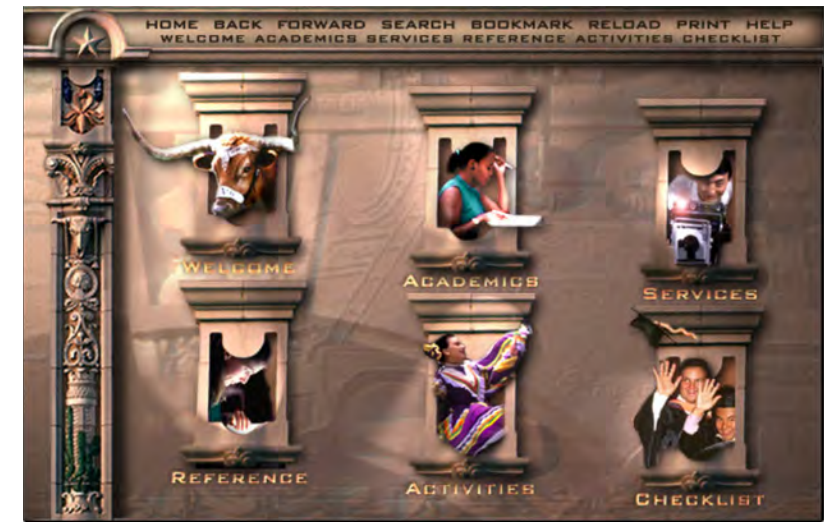 HOME BACK FORWARD SEARCH BOOKMARK RELOAD PRINT HELP
WELCOME ACADEMICS SERVICES REFERENCE ACTIVITIES CHECKLIST
WELCOME
ACADEMICS
SERVICES
REFERENCE
ACTIVITIES
CHECKLIST